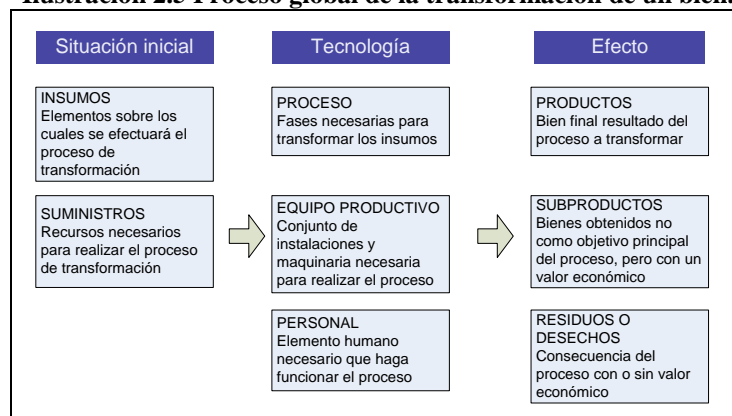 Ilustración 2.3 Proceso global de la transformación de un bien.
Situación inicial
Tecnología
Efecto
INSUMOS
Elementos sobre los
cuales se efectuará el
proceso de
transformación
PROCESO
Fases necesarias para
transformar los insumos
PRODUCTOS
Bien final resultado del
proceso a transformar
SUMINISTROS
Recursos necesarios
para realizar el proceso
de transformación
EQUIPO PRODUCTIVO
Conjunto de
instalaciones y
maquinaria necesaria
para realizar el proceso
SUBPRODUCTOS
Bienes obtenidos no
como objetivo principal
del proceso, pero con un
valor económico
PERSONAL
Elemento humano
necesario que haga
funcionar el proceso
RESIDUOS O
DESECHOS
Consecuencia del
proceso con o sin valor
económico